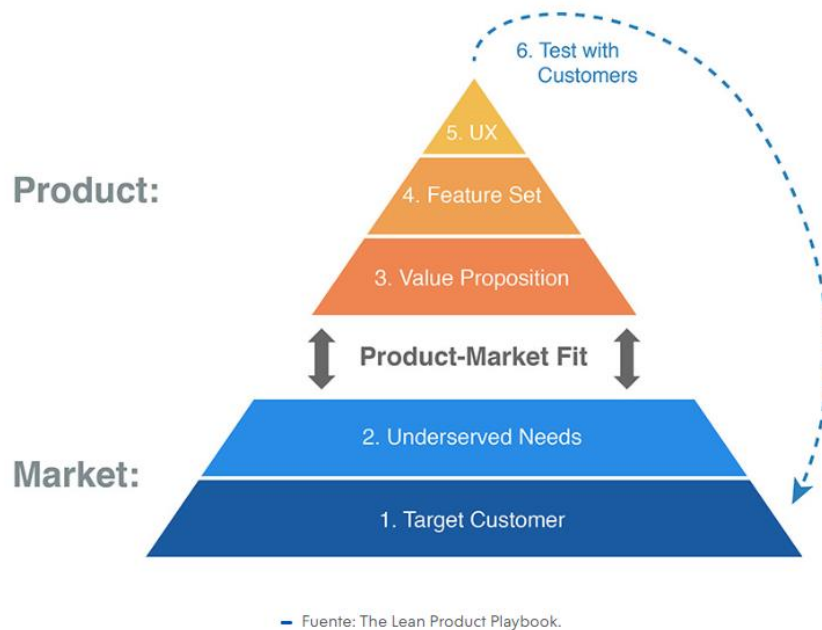 6. Test with
Customers
5. UX
Product:
4. Feature Set
3. Value Proposition
Product-Market Fit
2. Underserved Needs
Market:
1. Target Customer
Fuente: The Lean Product Playbook.